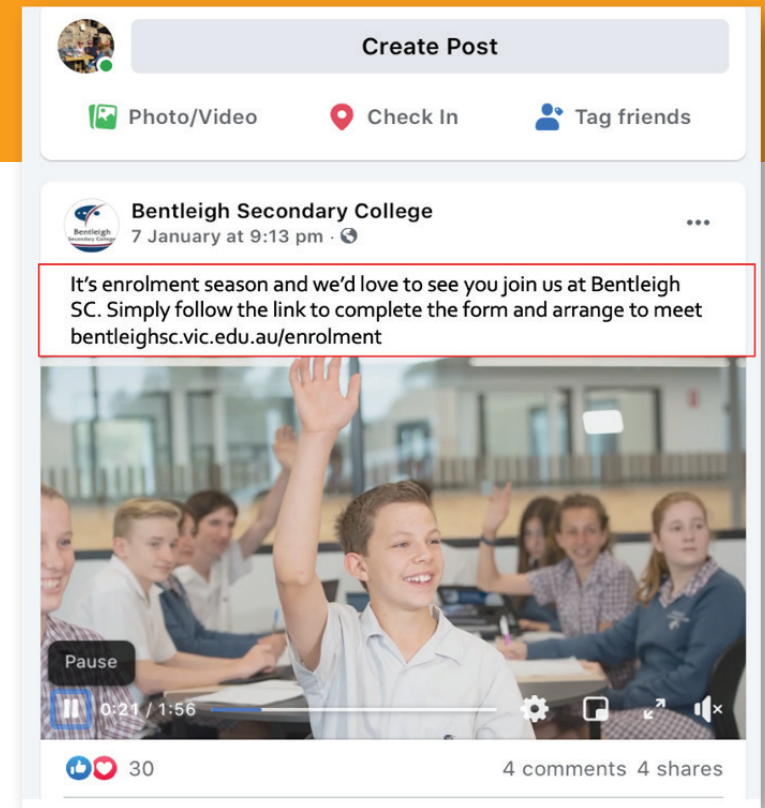 Create Post
Photo/Video
Check In
Tag friends
Bentleigh
Secondary College
Bentleigh Secondary College
7 January at 9:13 pm ·
It's enrolment season and we'd love to see you join us at Bentleigh
SC. Simply follow the link to complete the form and arrange to meet
bentleighsc.vic.edu.au/enrolment
Pause
0:21 / 1:56
30
4 comments 4 shares